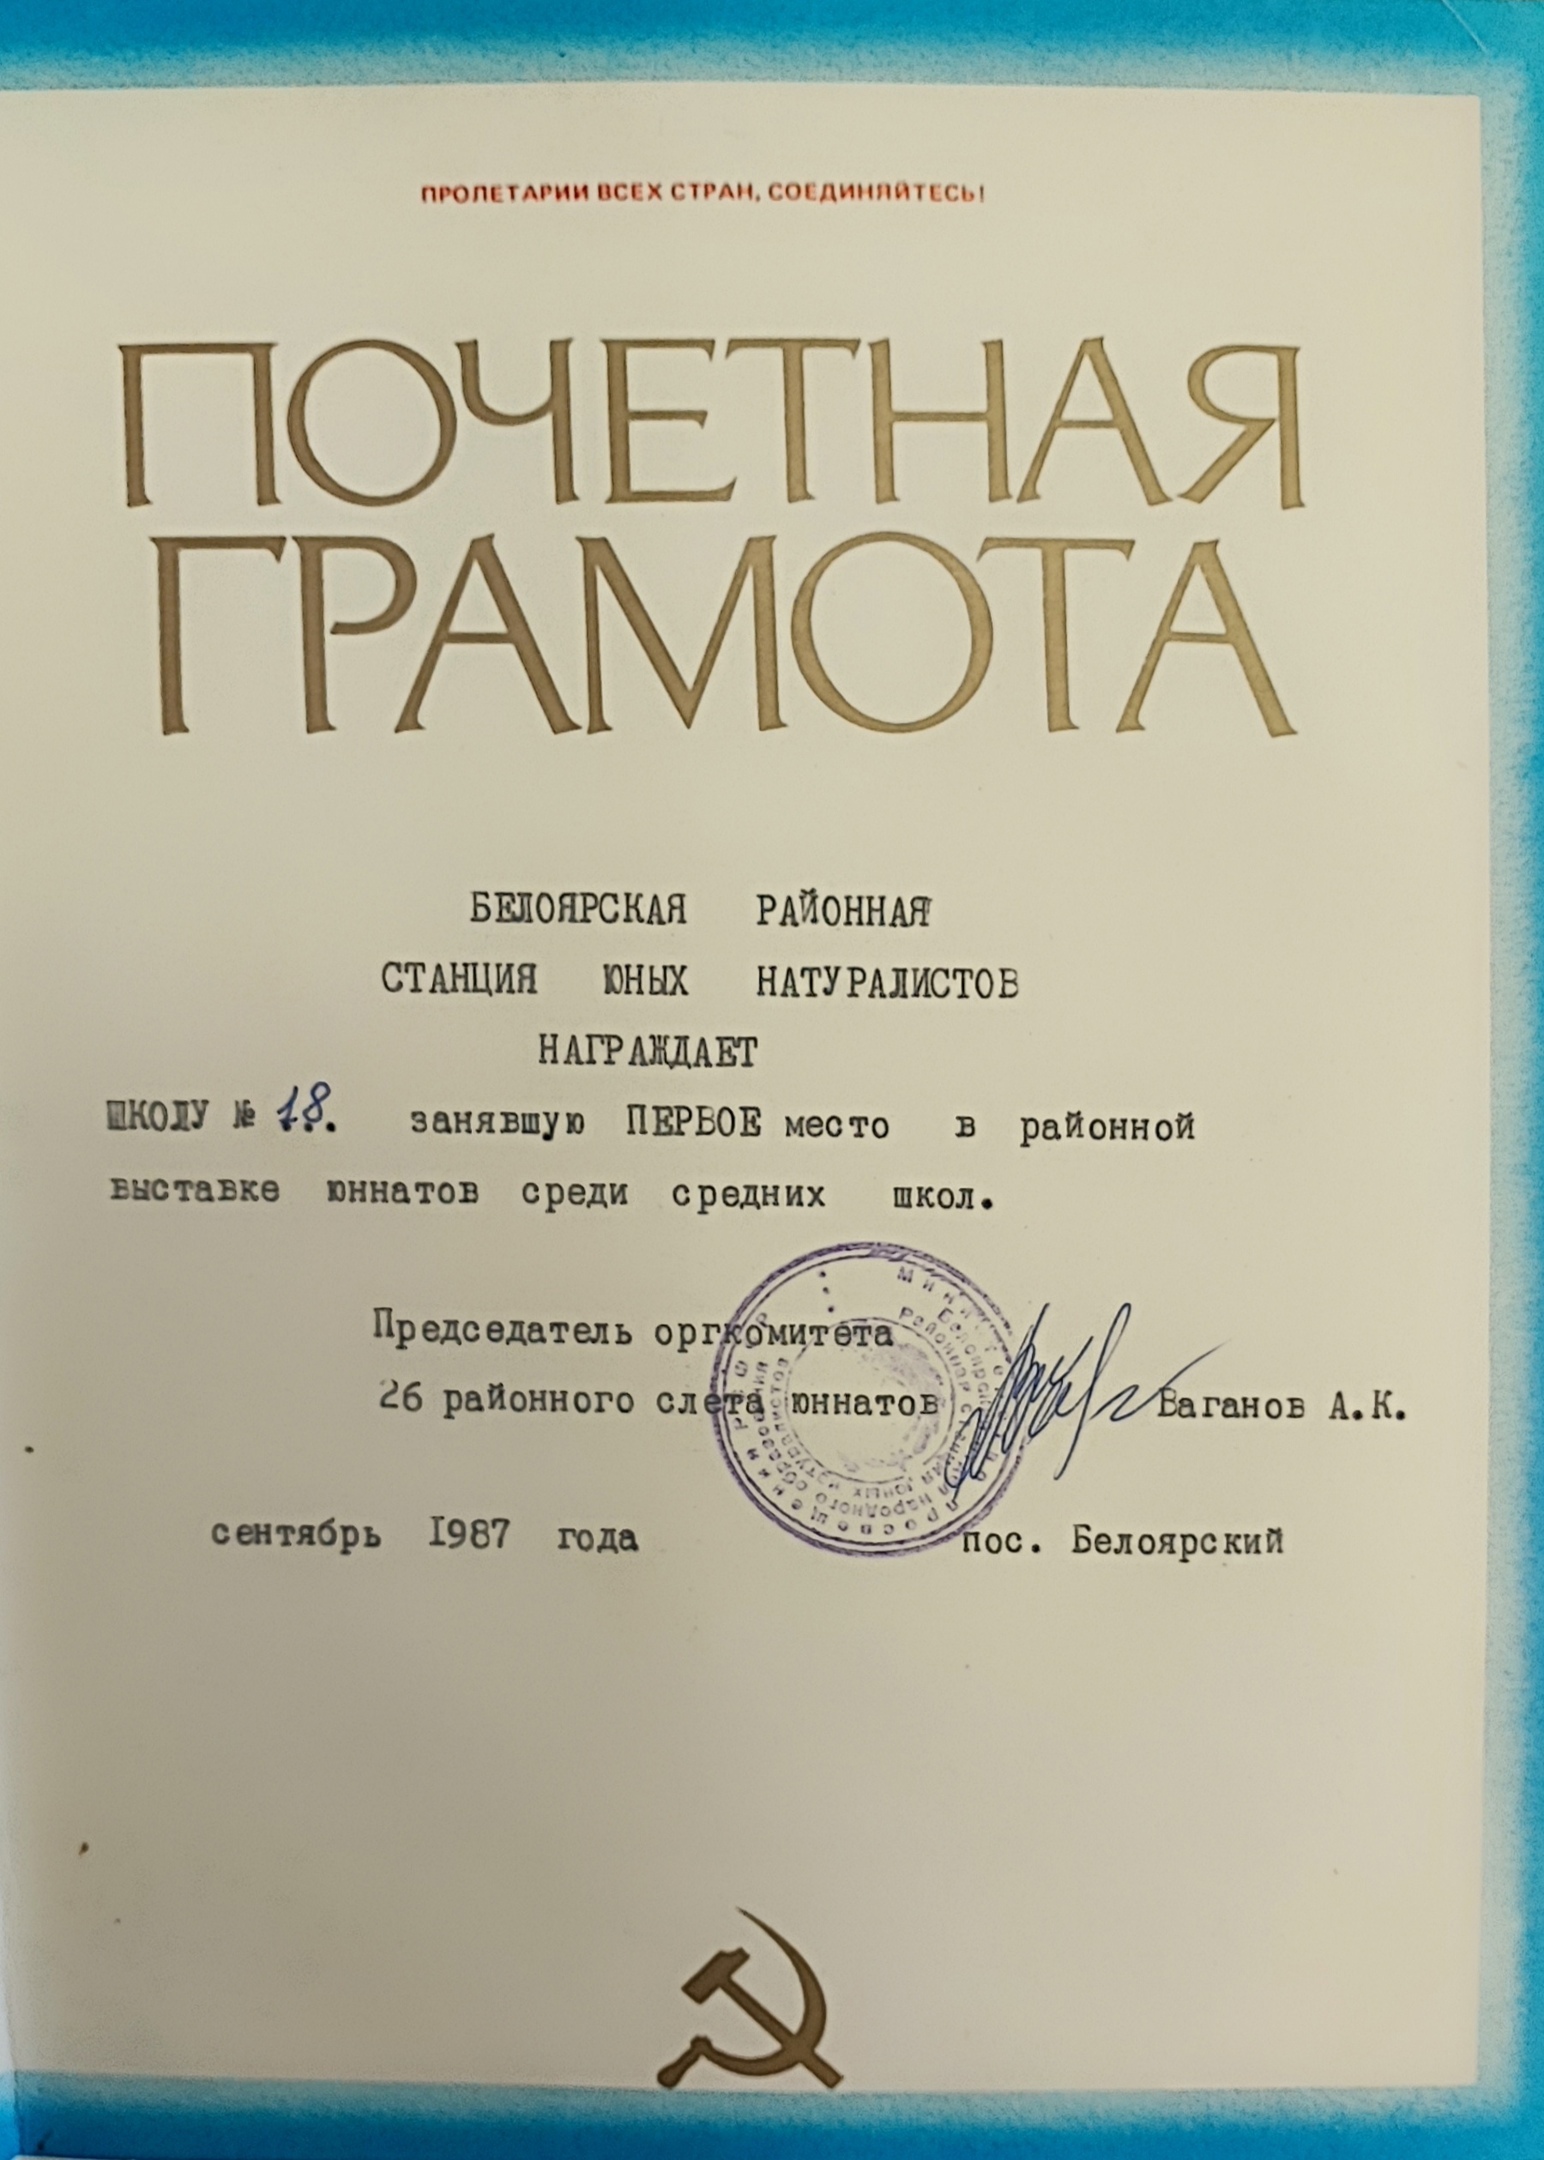 ПРОЛЕТАРИИ ВСЕХ СТРАН, СОЕДИНЯЙТЕСЬ!
ПОЧЕТНАЯ
ГРАМОТА
БЕЛОЯРСКАЯ РАЙОННАЯ
СТАНЦИЯ ЮНЫХ НАТУРАЛИСТОВ
НАГРАЖДАЕТ
ШКОЛУ № 18. занявшую ПЕРВОЕ место в районной
выставке юннатов среди средних школ.
Председатель оргкомитета
26 районного слета юннатов Ваганов А.К.
сентябрь 1987 года пос. Белоярский